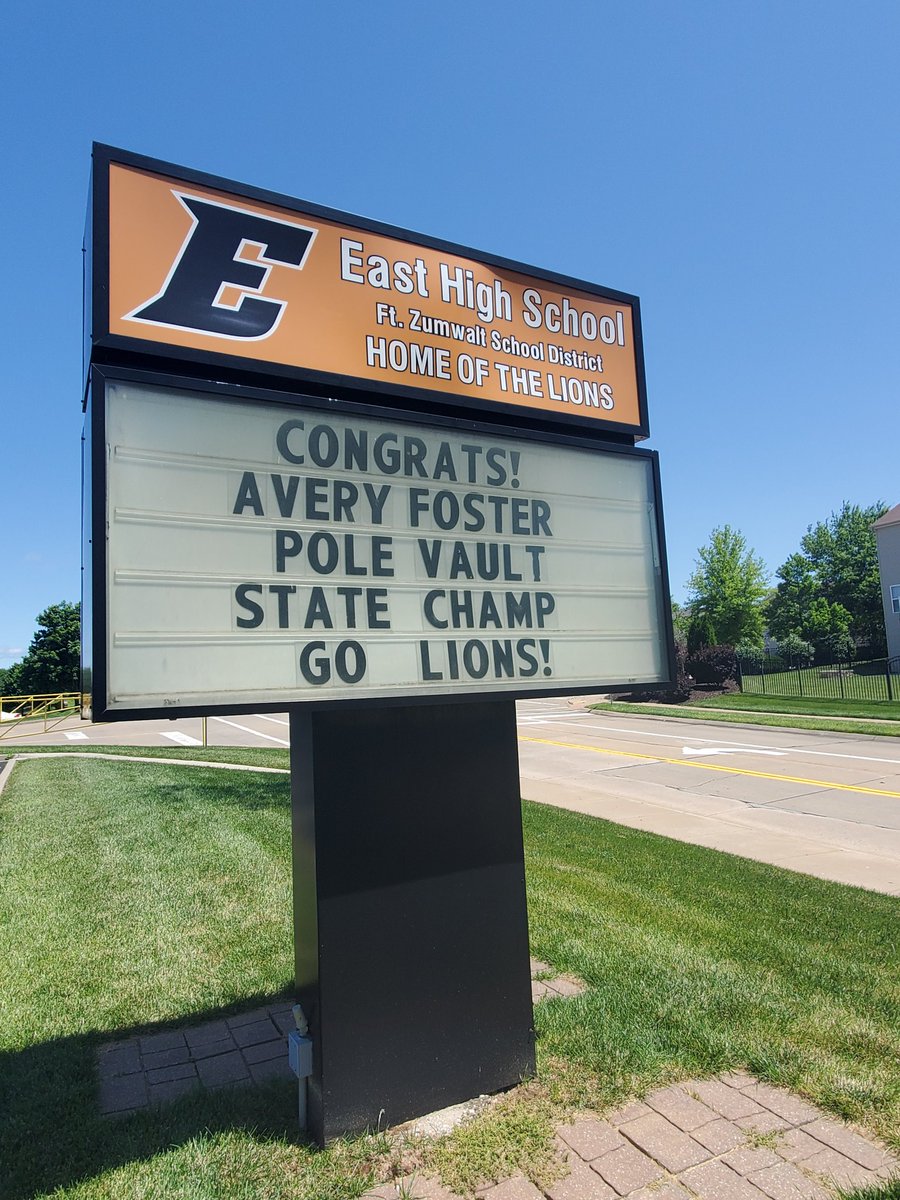 E
East High School
Ft. Zumwalt School District
HOME OF THE LIONS
CONGRATS!
AVERY FOSTER
POLE VAULT
STATE CHAMP
GO LIONS!